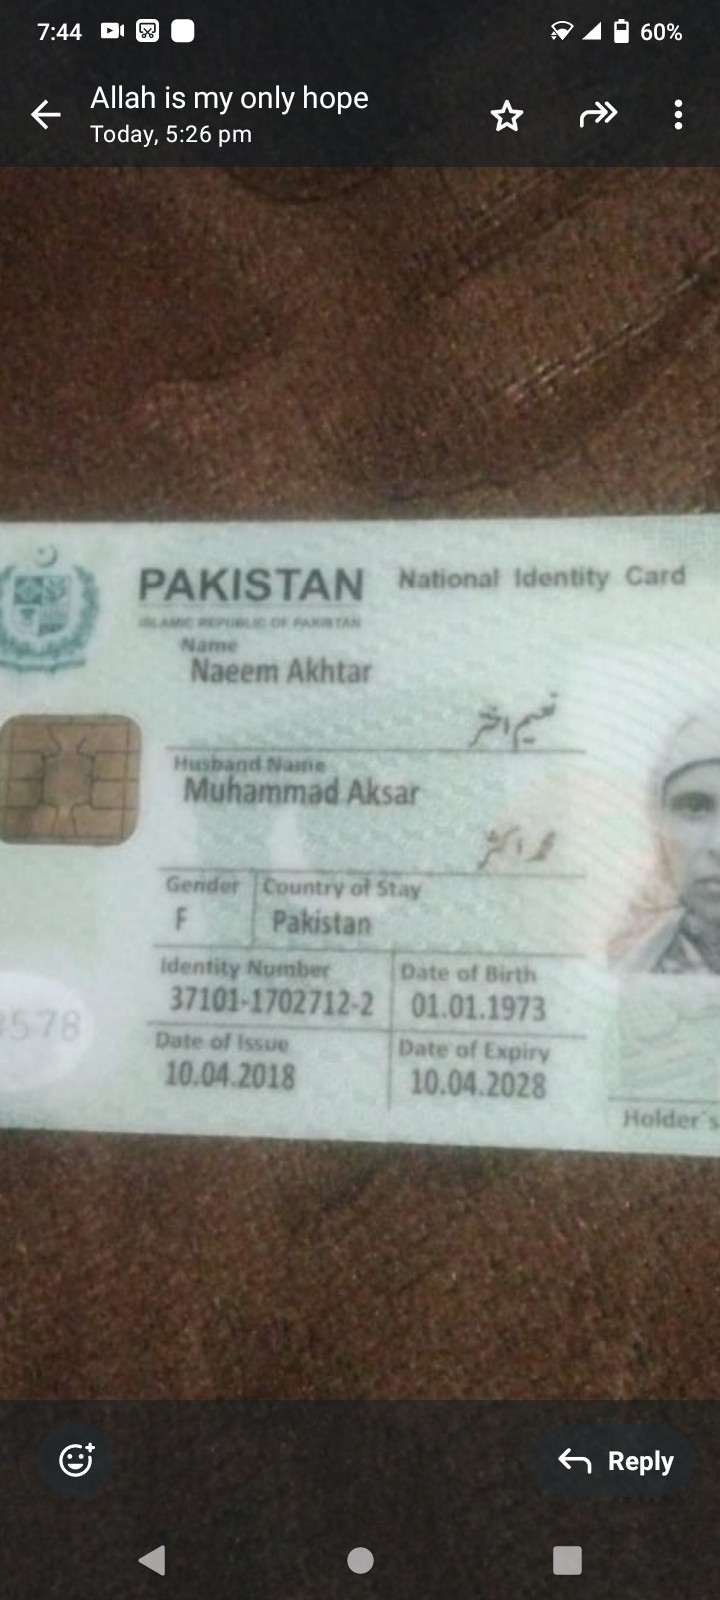 7:44
60%
Allah is my only hope
Today, 5:26 pm
PAKISTAN National Identity Card
ISLAMIC REPUBLIC OF PAKISTAN
Name
Naeem Akhtar
نعیم اختر
Husband Name
Muhammad Aksar
Gender Country of Stay
F Pakistan
Identity Number Date of Birth
37101-1702712-2 01.01.1973
Date of Issue Date of Expiry
10.04.2018 10.04.2028
578
Holder's
Reply